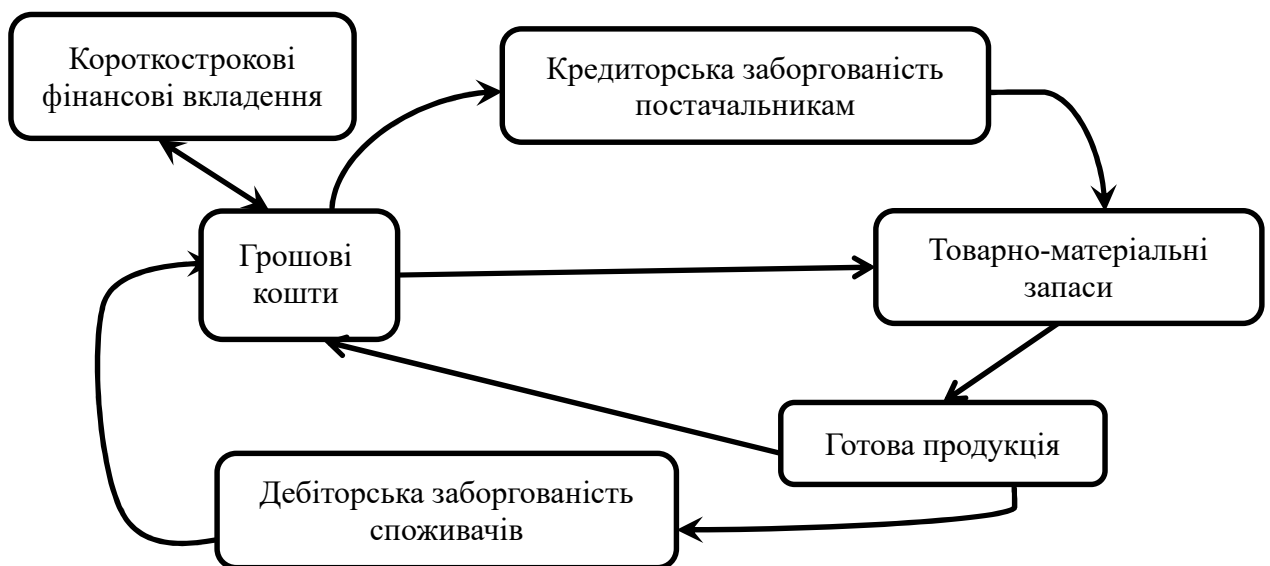 Короткострокові
фінансові вкладення
Кредиторська заборгованість
постачальникам
Грошові
кошти
Товарно-матеріальні
запаси
Готова продукція
Дебіторська заборгованість
споживачів